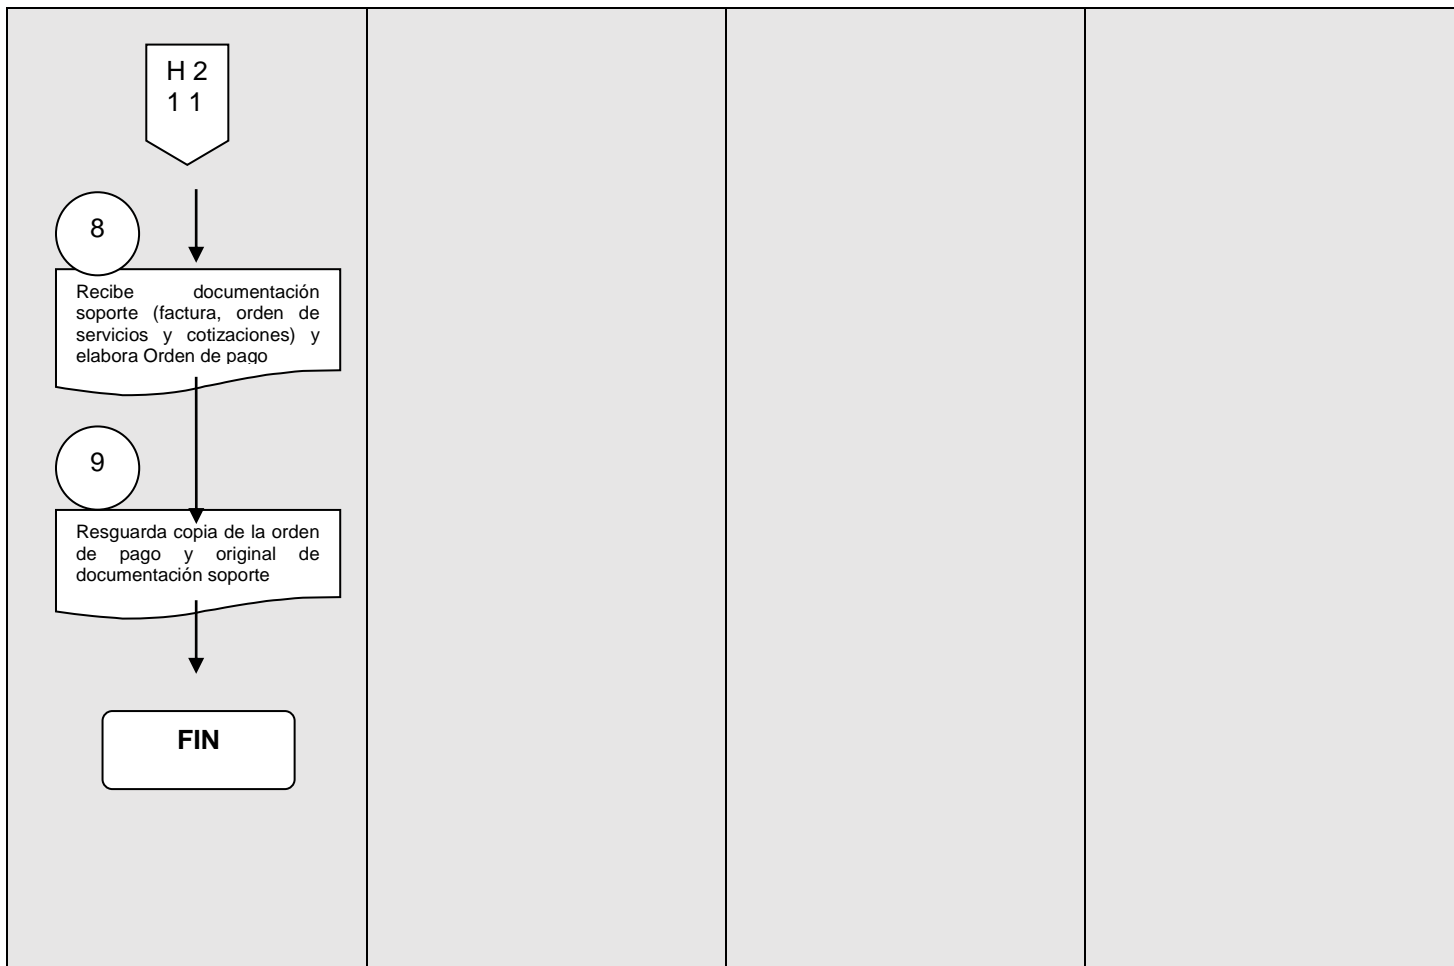 H 2
1 1
8
Recibe documentación
soporte (factura, orden de
servicios y cotizaciones) y
elabora Orden de pago
9
Resguarda copia de la orden
de pago y original de
documentación soporte
FIN